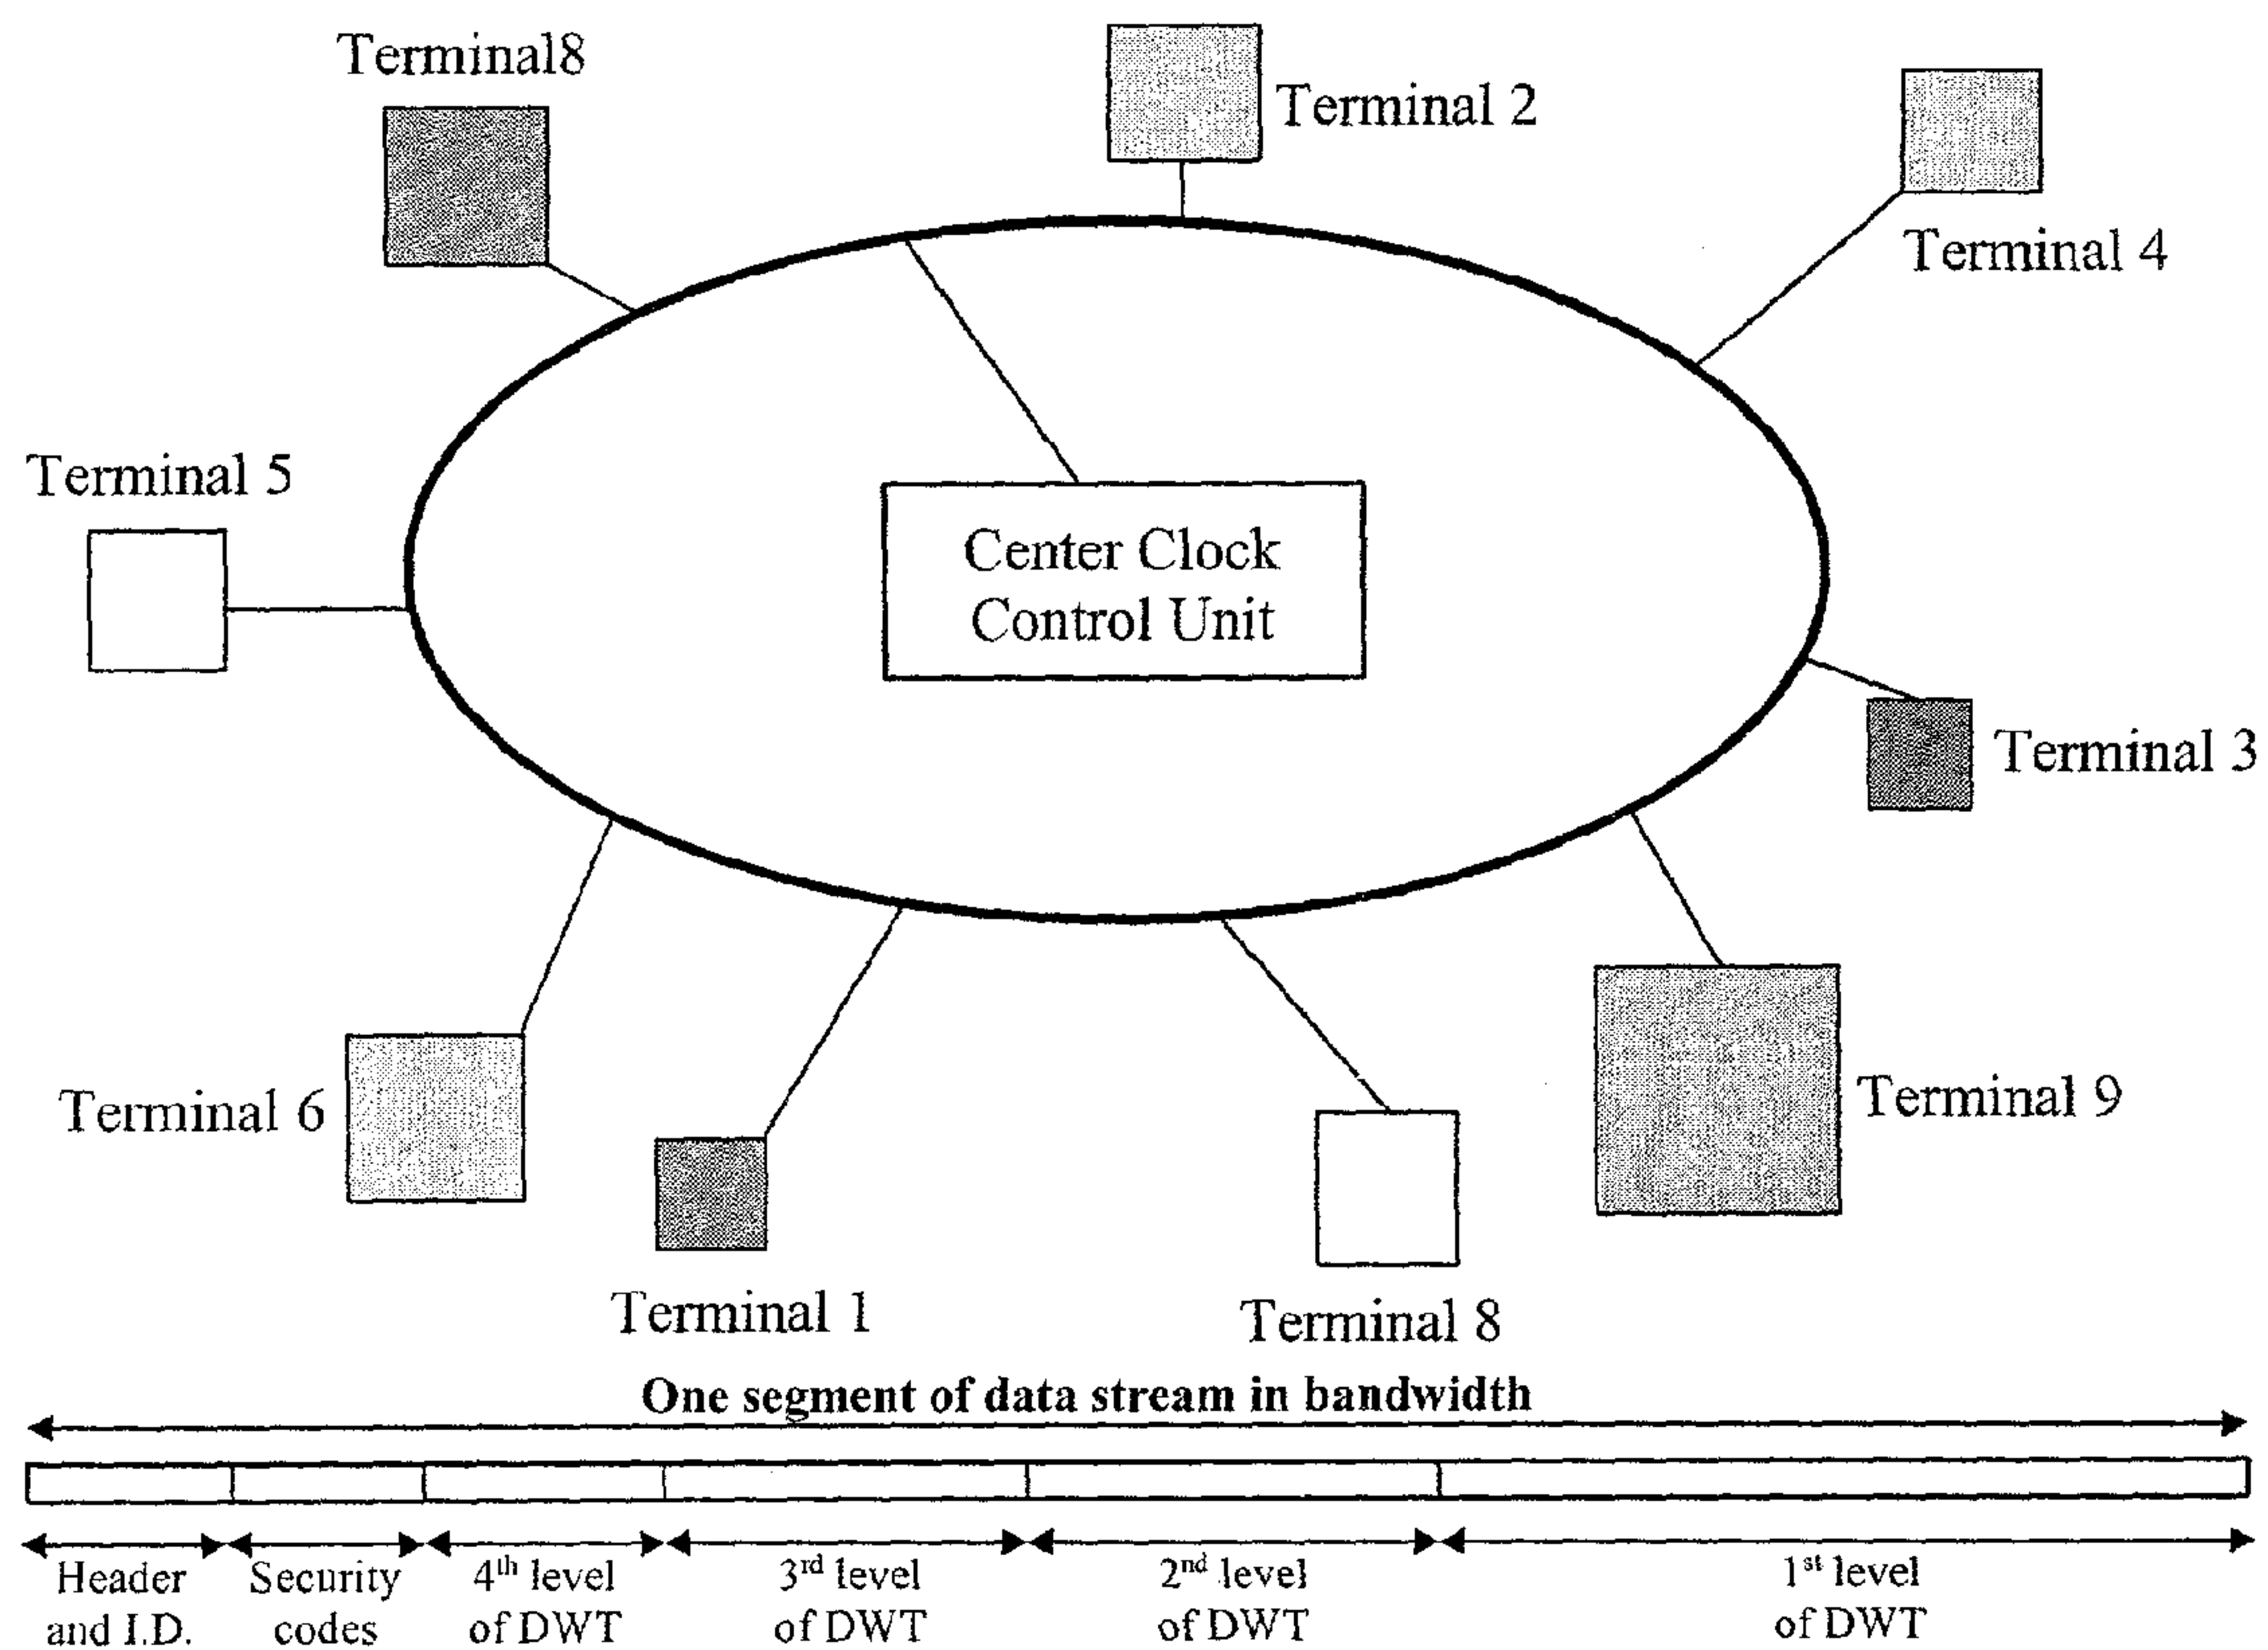 Terminal8
Terminal 2
Terminal 4
Terminal 5
Center Clock
Control Unit
Terminal 3
Terminal 6
Terminal 9
Terminal 1
Terminal 8
One segment of data stream in bandwidth
Header
and I.D.
Security
codes
4th level
of DWT
3rd level
of DWT
2nd level
of DWT
1st level
of DWT